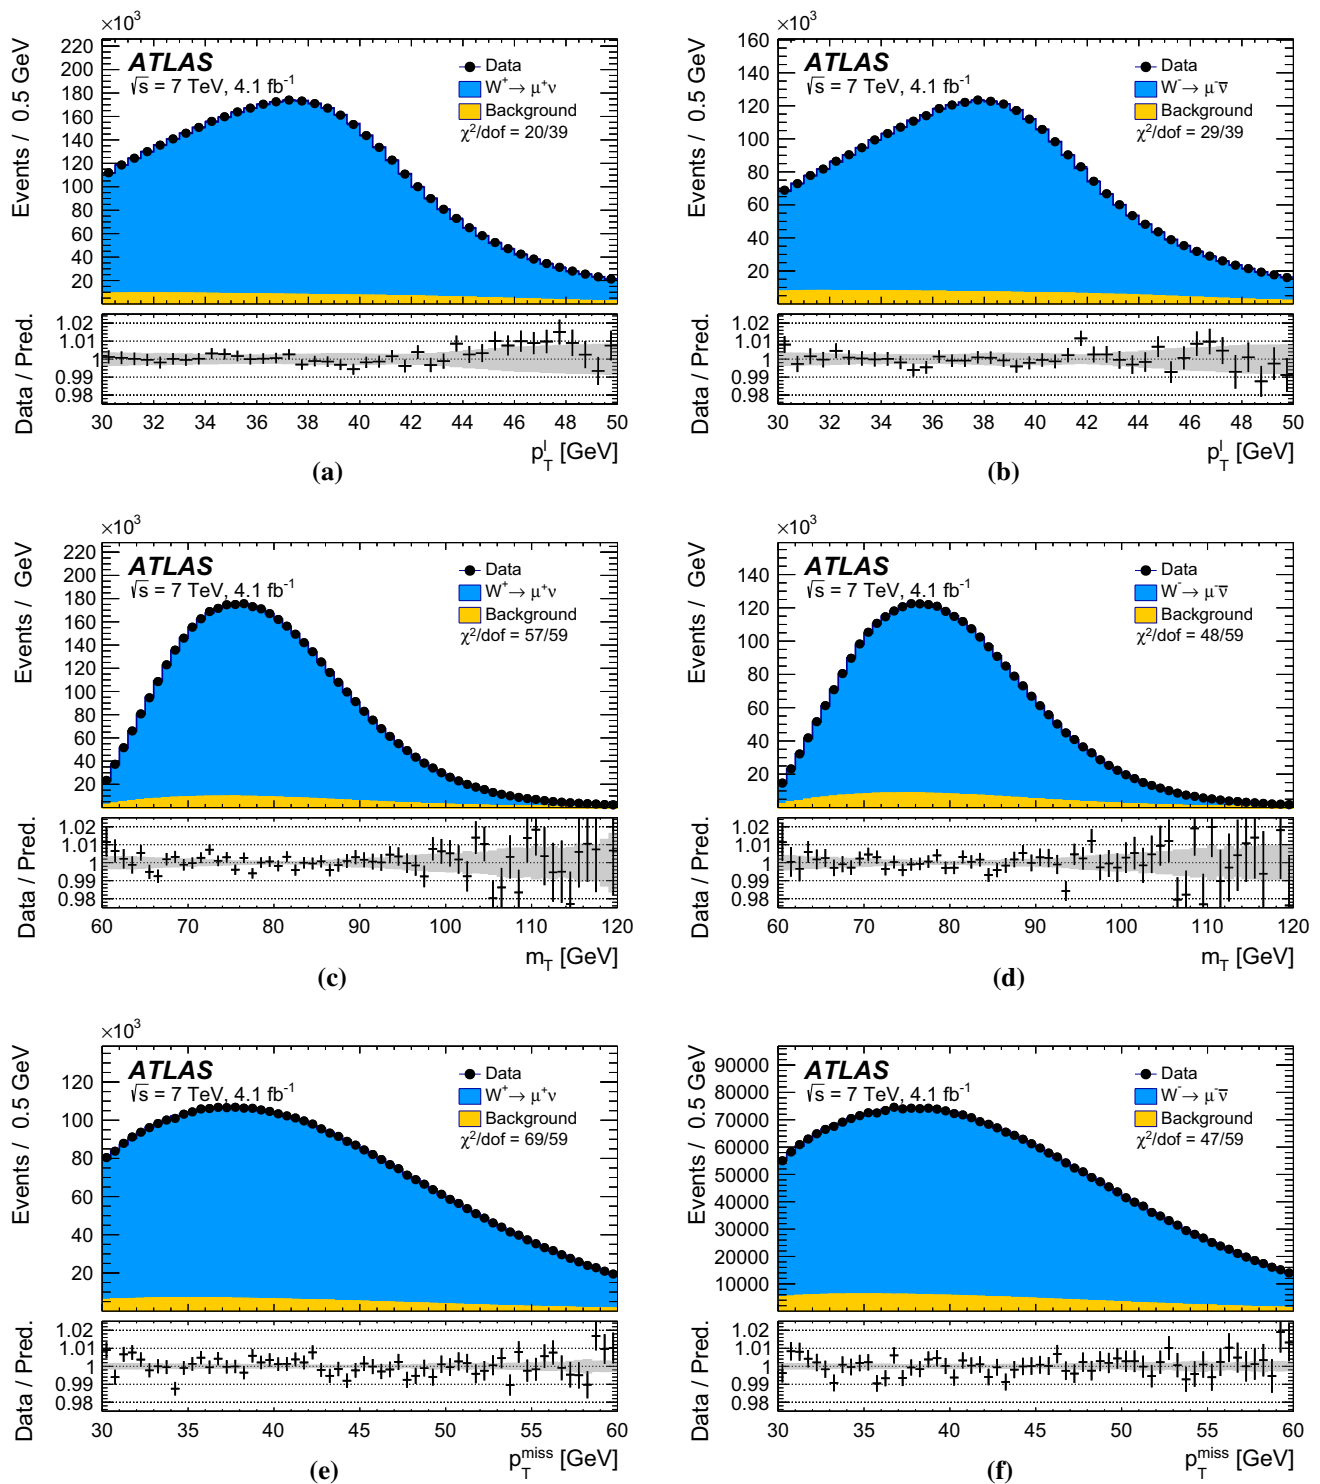 ×10³
Events / 0.5 GeV
220
200
180
160
140
120
100
80
60
40
20
ATLAS
√s = 7 TeV, 4.1 fb⁻¹
Data
W⁺→ μ⁺ν
Background
χ²/dof = 20/39
Data / Pred.
1.02
1.01
1
0.99
0.98
30 32 34 36 38 40 42 44 46 48 50
p_T^l [GeV]
(a)
×10³
Events / 0.5 GeV
160
140
120
100
80
60
40
20
ATLAS
√s = 7 TeV, 4.1 fb⁻¹
Data
W⁻→ μ⁻ν̅
Background
χ²/dof = 29/39
Data / Pred.
1.02
1.01
1
0.99
0.98
30 32 34 36 38 40 42 44 46 48 50
p_T^l [GeV]
(b)
×10³
Events / GeV
220
200
180
160
140
120
100
80
60
40
20
ATLAS
√s = 7 TeV, 4.1 fb⁻¹
Data
W⁺→ μ⁺ν
Background
χ²/dof = 57/59
Data / Pred.
1.02
1.01
1
0.99
0.98
60 70 80 90 100 110 120
m_T [GeV]
(c)
×10³
Events / GeV
140
120
100
80
60
40
20
ATLAS
√s = 7 TeV, 4.1 fb⁻¹
Data
W⁻→ μ⁻ν̅
Background
χ²/dof = 48/59
Data / Pred.
1.02
1.01
1
0.99
0.98
60 70 80 90 100 110 120
m_T [GeV]
(d)
×10³
Events / 0.5 GeV
120
100
80
60
40
20
ATLAS
√s = 7 TeV, 4.1 fb⁻¹
Data
W⁺→ μ⁺ν
Background
χ²/dof = 69/59
Data / Pred.
1.02
1.01
1
0.99
0.98
30 35 40 45 50 55 60
p_T^miss [GeV]
(e)
Events / 0.5 GeV
90000
80000
70000
60000
50000
40000
30000
20000
10000
ATLAS
√s = 7 TeV, 4.1 fb⁻¹
Data
W⁻→ μ⁻ν̅
Background
χ²/dof = 47/59
Data / Pred.
1.02
1.01
1
0.99
0.98
30 35 40 45 50 55 60
p_T^miss [GeV]
(f)